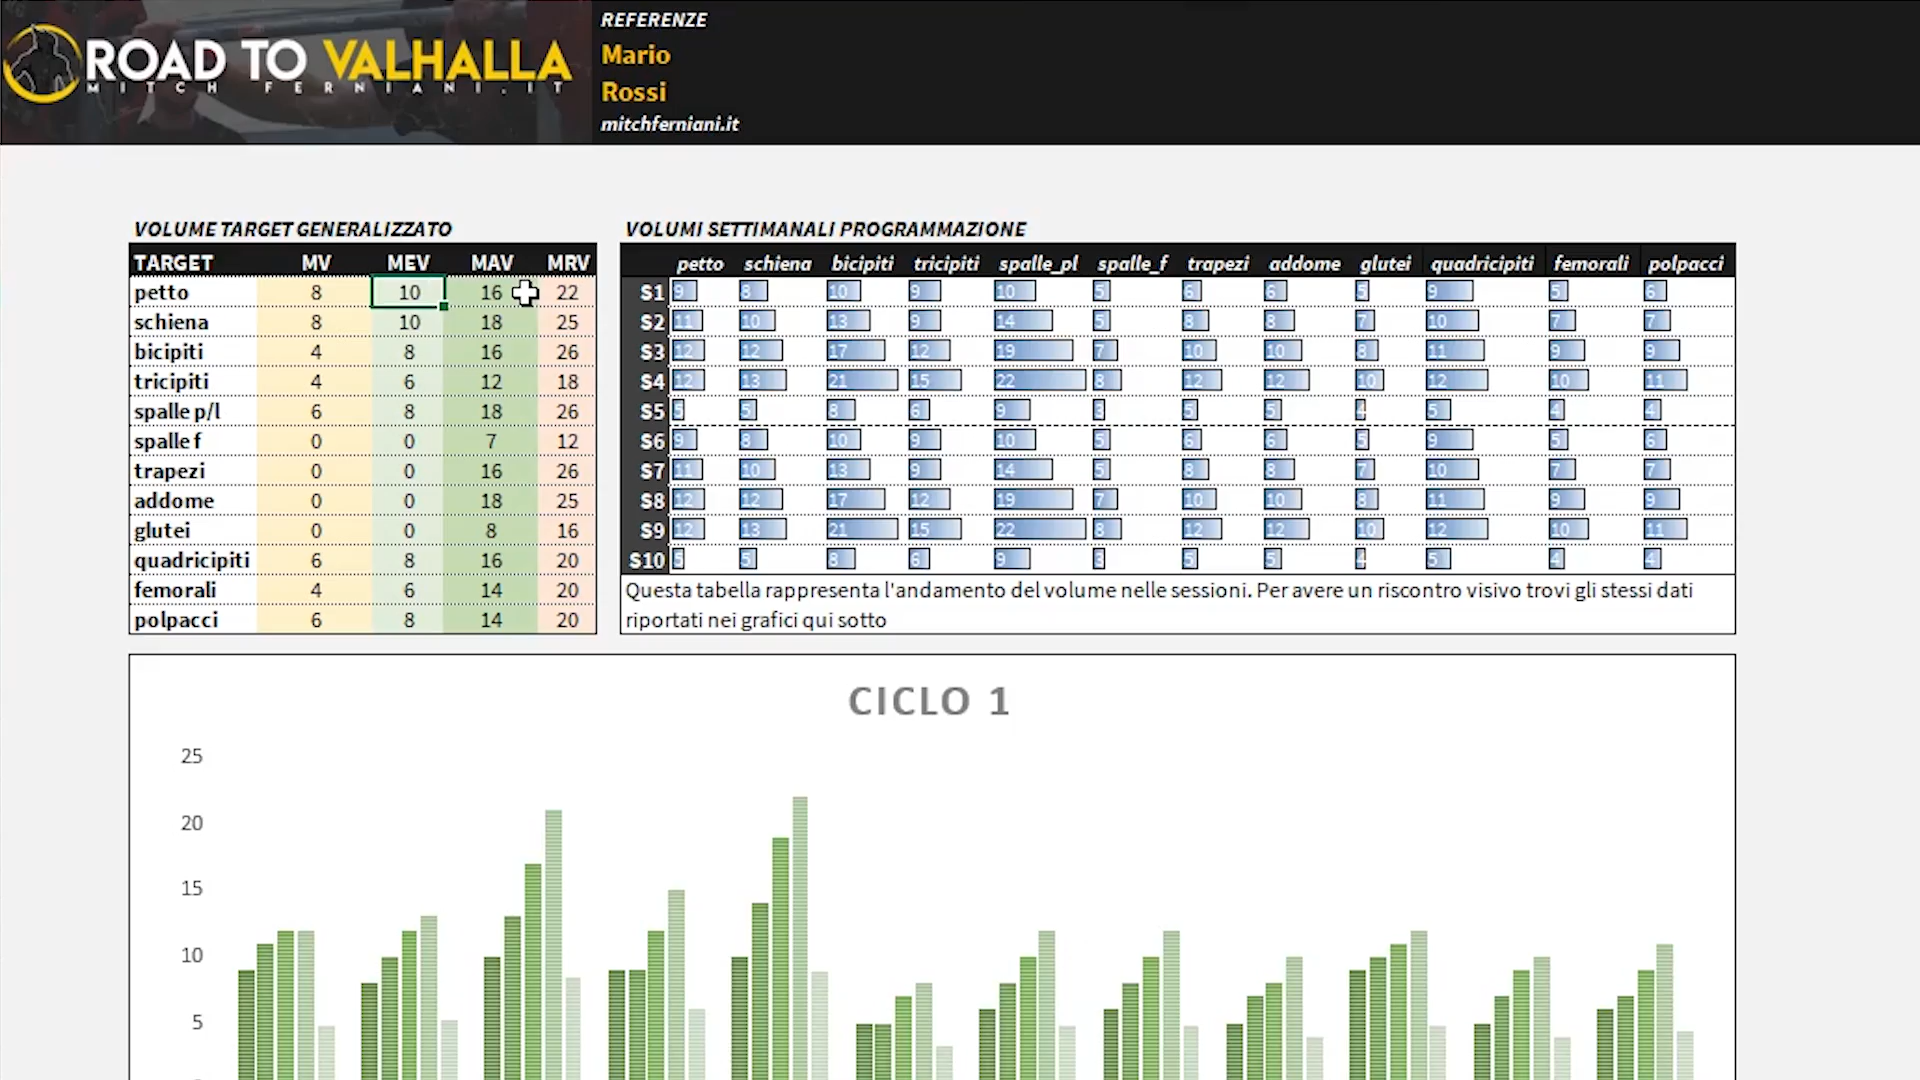 ROAD TO VALHALLA
MITCH FERNIANI.IT
REFERENZE
Mario
Rossi
mitchferniani.it
VOLUME TARGET GENERALIZZATO
TARGET MV MEV MAV MRV
petto 8 10 16 22
schiena 8 10 18 25
bicipiti 4 8 16 26
tricipiti 4 6 12 18
spalle p/l 6 8 18 26
spalle f 0 0 7 12
trapezi 0 0 16 26
addome 0 0 18 25
glutei 0 0 8 16
quadricipiti 6 8 16 20
femorali 4 6 14 20
polpacci 6 8 14 20
VOLUMI SETTIMANALI PROGRAMMAZIONE
petto schiena bicipiti tricipiti spalle_pl spalle_f trapezi addome glutei quadricipiti femorali polpacci
S1 9 8 10 9 10 5 6 6 5 9 5 6
S2 11 10 13 9 14 5 8 8 7 10 7 7
S3 12 12 17 12 19 7 10 10 8 11 9 9
S4 12 13 21 15 22 8 12 12 10 12 10 11
S5 5 5 8 6 9 3 5 5 4 5 4 4
S6 9 8 10 9 10 5 6 6 5 9 5 6
S7 11 10 13 9 14 5 8 8 7 10 7 7
S8 12 12 17 12 19 7 10 10 8 11 9 9
S9 12 13 21 15 22 8 12 12 10 12 10 11
S10 5 5 8 6 9 3 5 5 4 5 4 4
Questa tabella rappresenta l'andamento del volume nelle sessioni. Per avere un riscontro visivo trovi gli stessi dati
riportati nei grafici qui sotto
CICLO 1
25
20
15
10
5